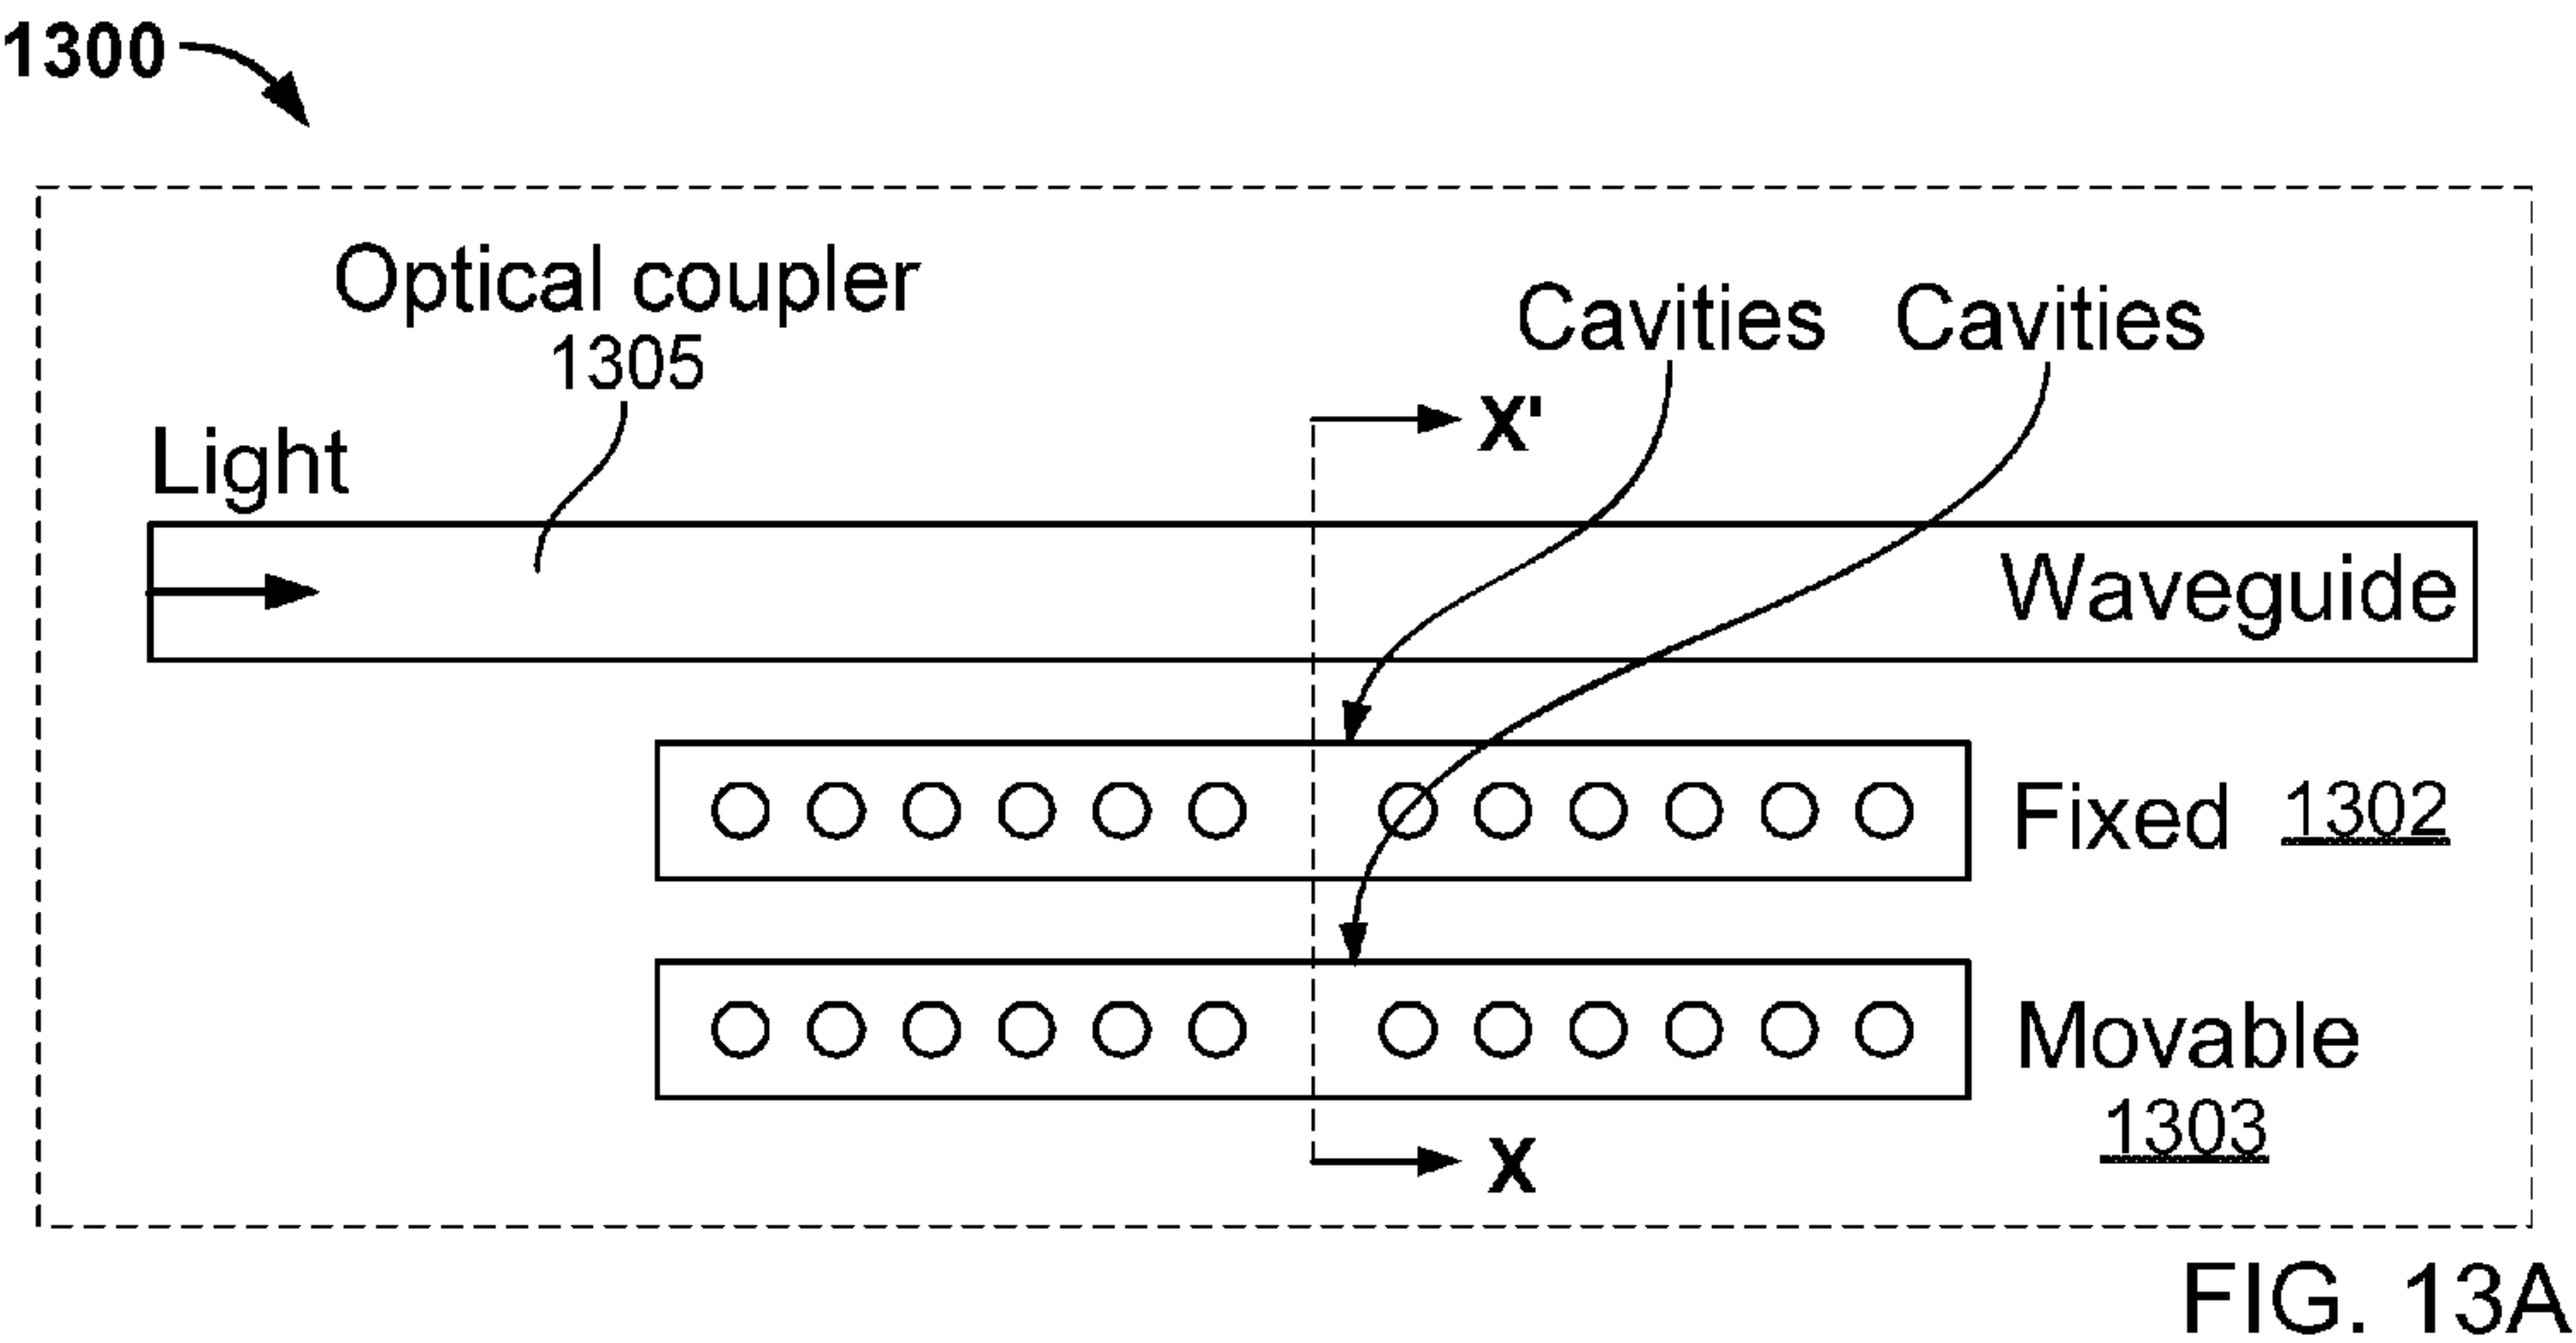 1300
Optical coupler
1305
Cavities Cavities
X'
Light
Waveguide
Fixed 1302
Movable
1303
X
FIG. 13A